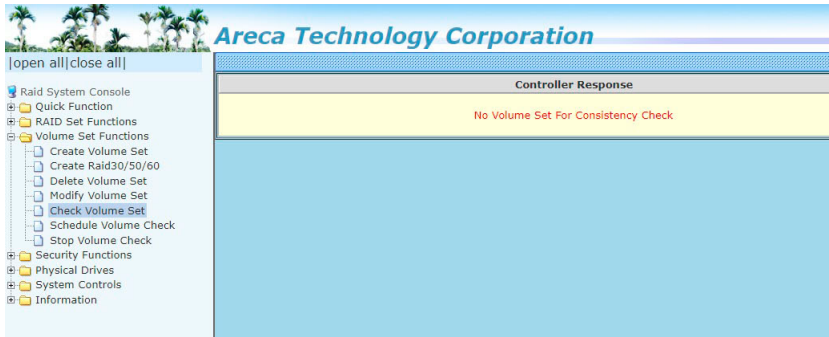 Areca Technology Corporation
|open all|close all|
Controller Response
No Volume Set For Consistency Check
Raid System Console
Quick Function
RAID Set Functions
Volume Set Functions
Create Volume Set
Create Raid30/50/60
Delete Volume Set
Modify Volume Set
Check Volume Set
Schedule Volume Check
Stop Volume Check
Security Functions
Physical Drives
System Controls
Information